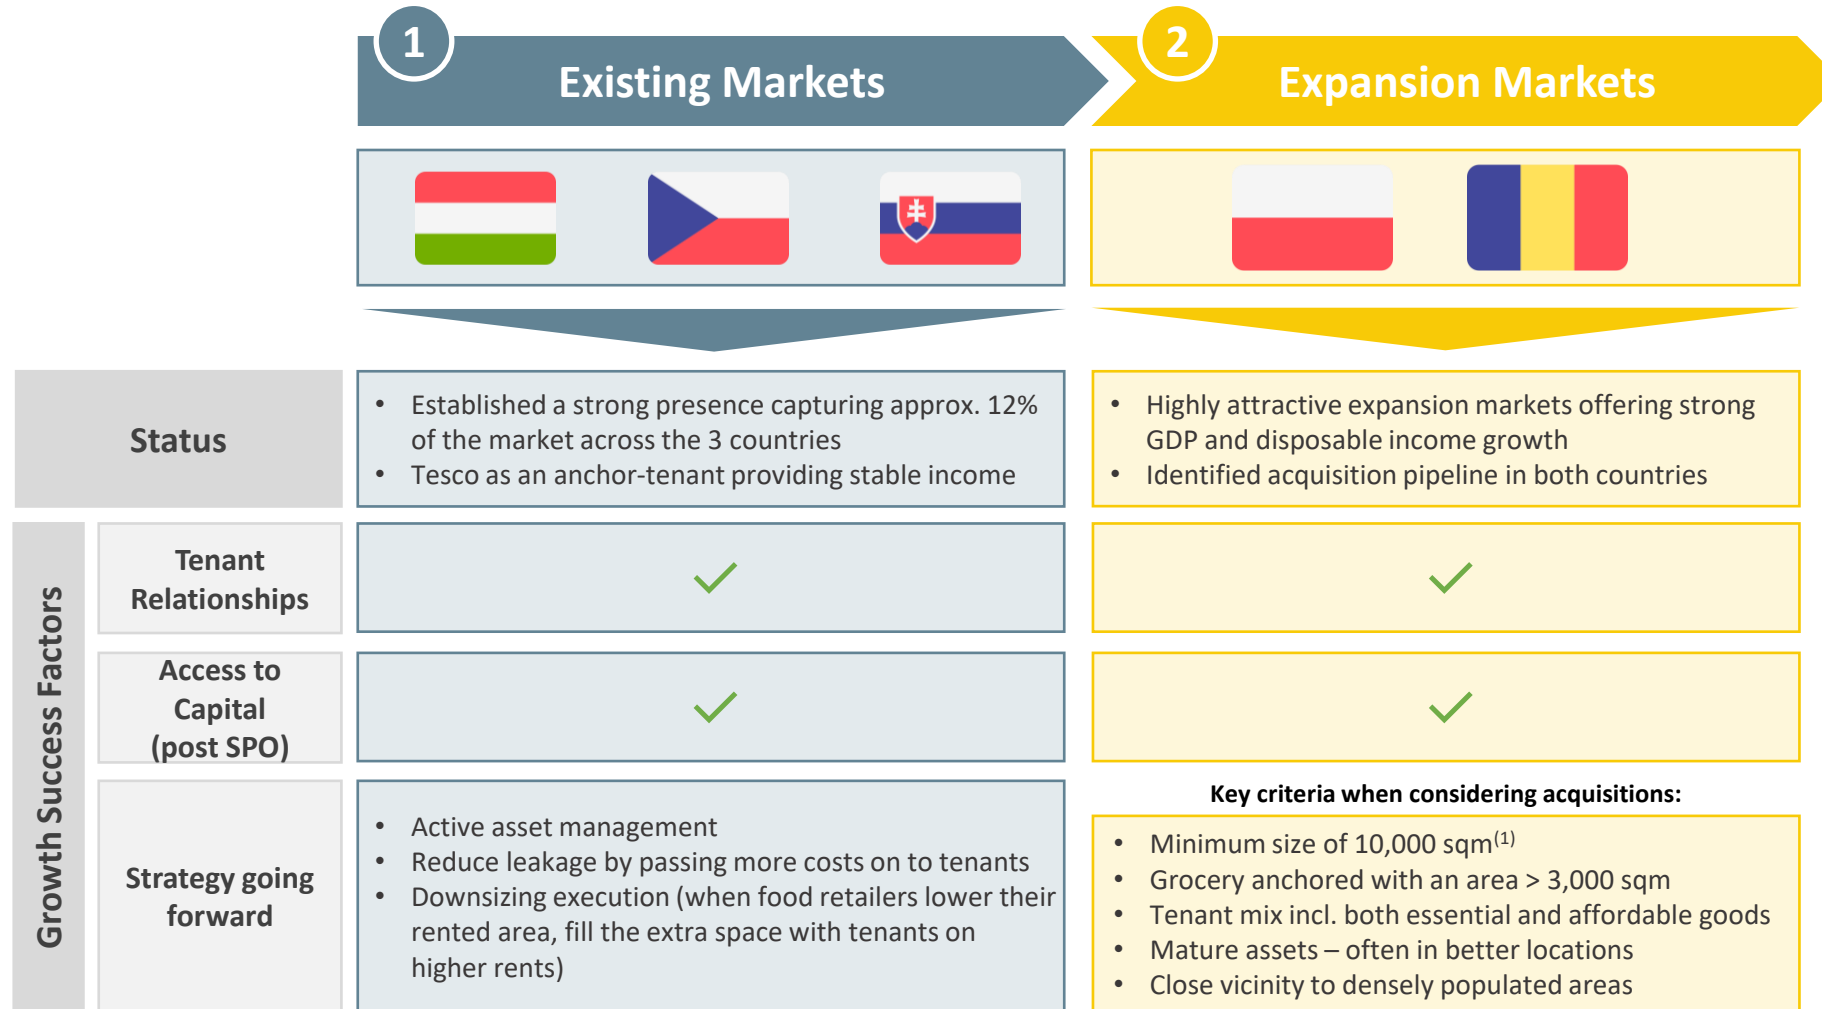 1
Existing Markets
2
Expansion Markets
Status
• Established a strong presence capturing approx. 12%
of the market across the 3 countries
• Tesco as an anchor-tenant providing stable income
• Highly attractive expansion markets offering strong
GDP and disposable income growth
• Identified acquisition pipeline in both countries
Growth Success Factors
Tenant
Relationships
Access to
Capital
(post SPO)
Strategy going
forward
• Active asset management
• Reduce leakage by passing more costs on to tenants
• Downsizing execution (when food retailers lower their
rented area, fill the extra space with tenants on
higher rents)
Key criteria when considering acquisitions:
• Minimum size of 10,000 sqm(1)
• Grocery anchored with an area > 3,000 sqm
• Tenant mix incl. both essential and affordable goods
• Mature assets – often in better locations
• Close vicinity to densely populated areas